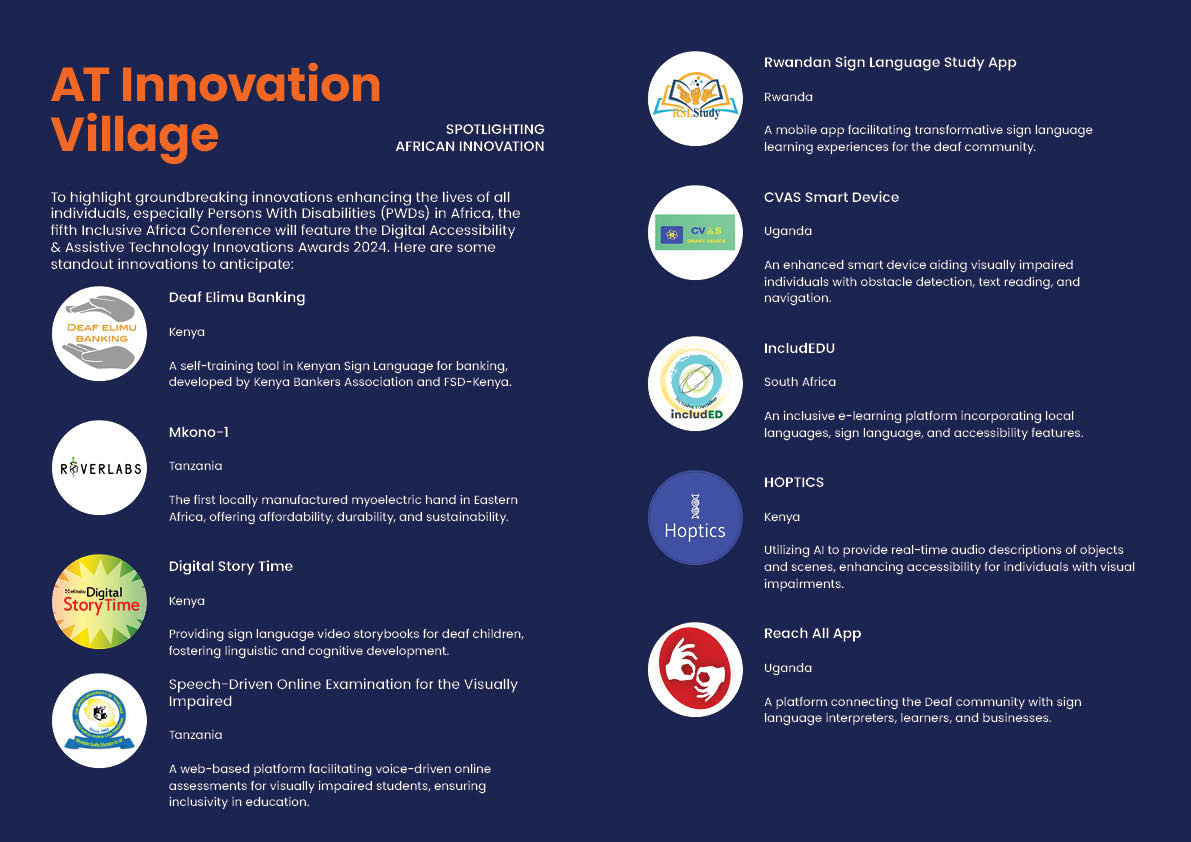 AT Innovation
Village
SPOTLIGHTING
AFRICAN INNOVATION
To highlight groundbreaking innovations enhancing the lives of all
individuals, especially Persons With Disabilities (PWDs) in Africa, the
fifth Inclusive Africa Conference will feature the Digital Accessibility
& Assistive Technology Innovations Awards 2024. Here are some
standout innovations to anticipate:
DEAF ELIMU
BANKING
Deaf Elimu Banking
Kenya
A self-training tool in Kenyan Sign Language for banking,
developed by Kenya Bankers Association and FSD-Kenya.
ROVERLABS
Mkono-1
Tanzania
The first locally manufactured myoelectric hand in Eastern
Africa, offering affordability, durability, and sustainability.
eKitabu Digital
Story Time
Digital Story Time
Kenya
Providing sign language video storybooks for deaf children,
fostering linguistic and cognitive development.
Speech-Driven Online Examination for the Visually
Impaired
Tanzania
A web-based platform facilitating voice-driven online
assessments for visually impaired students, ensuring
inclusivity in education.
RSLStudy
Rwandan Sign Language Study App
Rwanda
A mobile app facilitating transformative sign language
learning experiences for the deaf community.
CVAS
SMART DEVICE
CVAS Smart Device
Uganda
An enhanced smart device aiding visually impaired
individuals with obstacle detection, text reading, and
navigation.
includED
IncludEDU
South Africa
An inclusive e-learning platform incorporating local
languages, sign language, and accessibility features.
Hoptics
HOPTICS
Kenya
Utilizing AI to provide real-time audio descriptions of objects
and scenes, enhancing accessibility for individuals with visual
impairments.
Reach All App
Uganda
A platform connecting the Deaf community with sign
language interpreters, learners, and businesses.